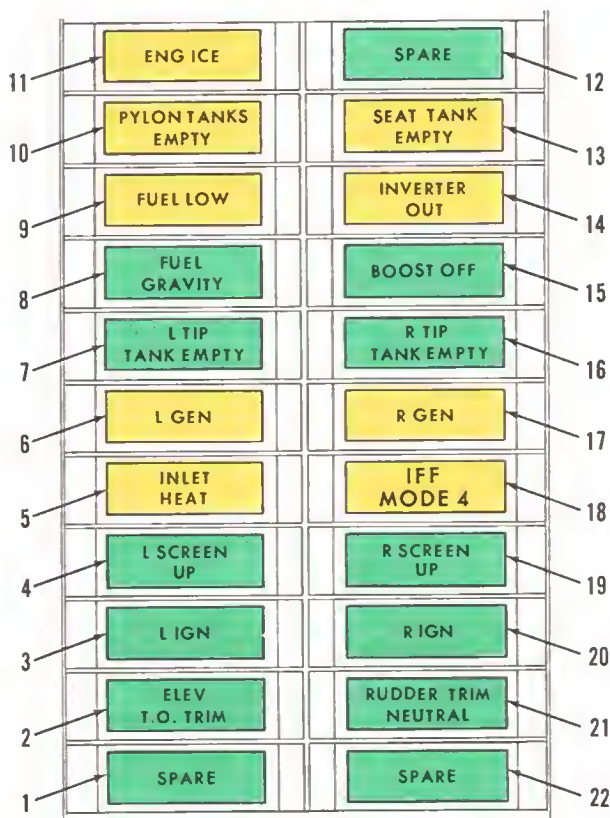 11 ENG ICE SPARE 12
10 PYLON TANKS EMPTY SEAT TANK EMPTY 13
9 FUEL LOW INVERTER OUT 14
8 FUEL GRAVITY BOOST OFF 15
7 L TIP TANK EMPTY R TIP TANK EMPTY 16
6 L GEN R GEN 17
5 INLET HEAT IFF MODE 4 18
4 L SCREEN UP R SCREEN UP 19
3 L IGN R IGN 20
2 ELEV T.O. TRIM RUDDER TRIM NEUTRAL 21
1 SPARE SPARE 22